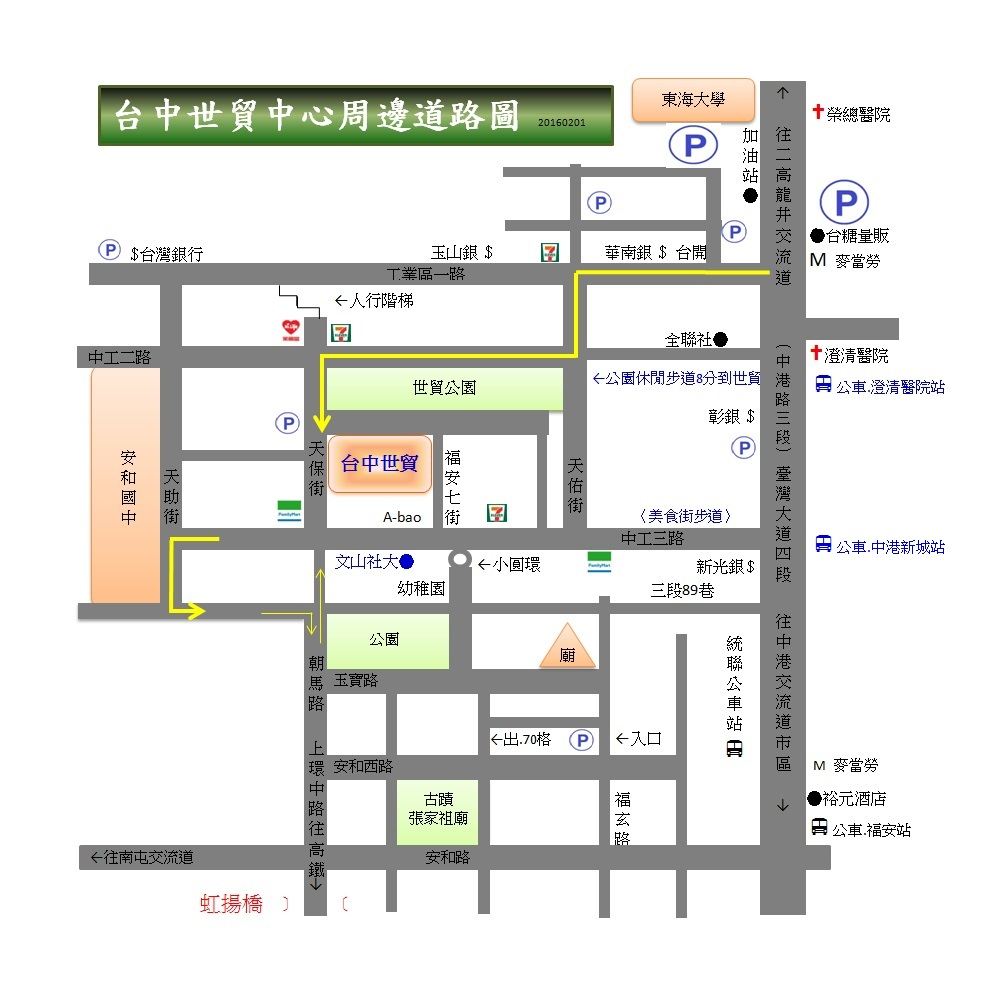 台中世貿中心周邊道路圖 20160201
東海大學
P
加油站
↑
往二高龍井交流道
榮總醫院
P
P
P
台糖量販
M 麥當勞
P
$台灣銀行
玉山銀 $
7-ELEVEN
華南銀 $ 台開
工業區一路
←人行階梯
7-ELEVEN
全聯社
中工二路
澄清醫院
世貿公園
←公園休閒步道8分到世貿
公車.澄清醫院站
(中港路三段)臺灣大道四段
彰銀 $
P
P
天保街
台中世貿
福安七街
天佑街
安和國中
天助街
FamilyMart
A-bao
7-ELEVEN
〈美食街步道〉
中工三路
公車.中港新城站
文山社大
←小圓環
FamilyMart
新光銀$
幼稚園
三段89巷
公園
廟
往中港交流道市區
↓
統聯公車站
朝馬路
玉寶路
上環中路往高鐵
↓
←出.70格
P
←入口
安和西路
M 麥當勞
古蹟
張家祖廟
福玄路
裕元酒店
公車.福安站
←往南屯交流道
安和路
虹揚橋 〕 〔